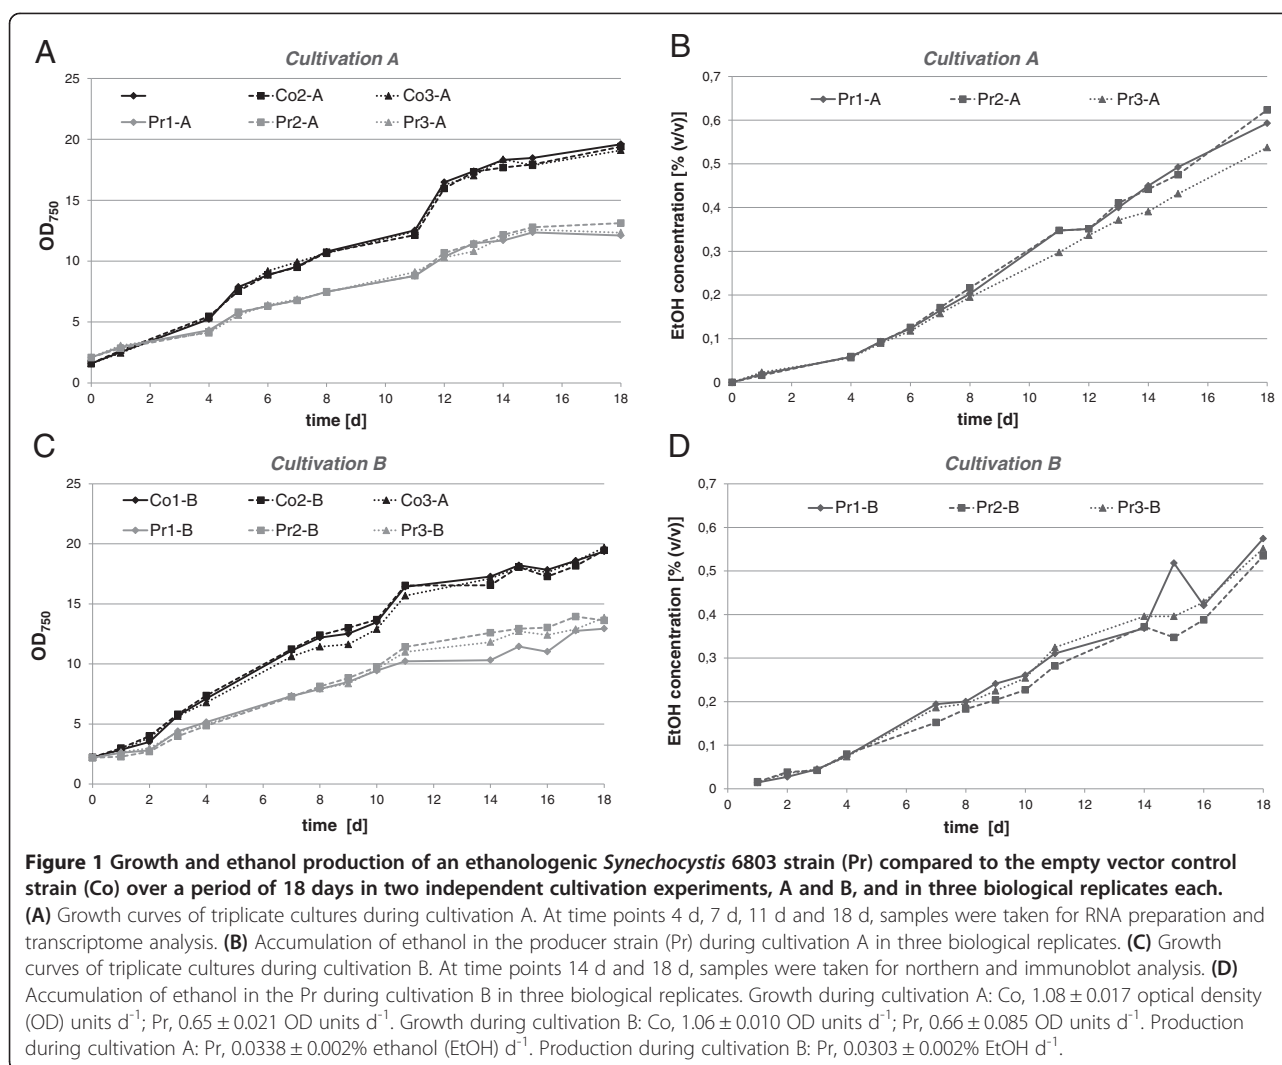 A
Cultivation A
25
20
15
10
5
0
OD750
Co2-A
Co3-A
Pr1-A
Pr2-A
Pr3-A
0 2 4 6 8 10 12 14 16 18
time [d]
B
Cultivation A
0,7
0,6
0,5
0,4
0,3
0,2
0,1
0
EtOH concentration [% (v/v)]
Pr1-A
Pr2-A
Pr3-A
0 2 4 6 8 10 12 14 16 18
time [d]
C
Cultivation B
25
20
15
10
5
0
OD750
Co1-B
Co2-B
Co3-A
Pr1-B
Pr2-B
Pr3-B
0 2 4 6 8 10 12 14 16 18
time [d]
D
Cultivation B
0,7
0,6
0,5
0,4
0,3
0,2
0,1
0
EtOH concentration [% (v/v)]
Pr1-B
Pr2-B
Pr3-B
0 2 4 6 8 10 12 14 16 18
time [d]
Figure 1 Growth and ethanol production of an ethanologenic Synechocystis 6803 strain (Pr) compared to the empty vector control
strain (Co) over a period of 18 days in two independent cultivation experiments, A and B, and in three biological replicates each.
(A) Growth curves of triplicate cultures during cultivation A. At time points 4 d, 7 d, 11 d and 18 d, samples were taken for RNA preparation and
transcriptome analysis. (B) Accumulation of ethanol in the producer strain (Pr) during cultivation A in three biological replicates. (C) Growth
curves of triplicate cultures during cultivation B. At time points 14 d and 18 d, samples were taken for northern and immunoblot analysis. (D)
Accumulation of ethanol in the Pr during cultivation B in three biological replicates. Growth during cultivation A: Co, 1.08 ± 0.017 optical density
(OD) units d-1; Pr, 0.65 ± 0.021 OD units d-1. Growth during cultivation B: Co, 1.06 ± 0.010 OD units d-1; Pr, 0.66 ± 0.085 OD units d-1. Production
during cultivation A: Pr, 0.0338 ± 0.002% ethanol (EtOH) d-1. Production during cultivation B: Pr, 0.0303 ± 0.002% EtOH d-1.